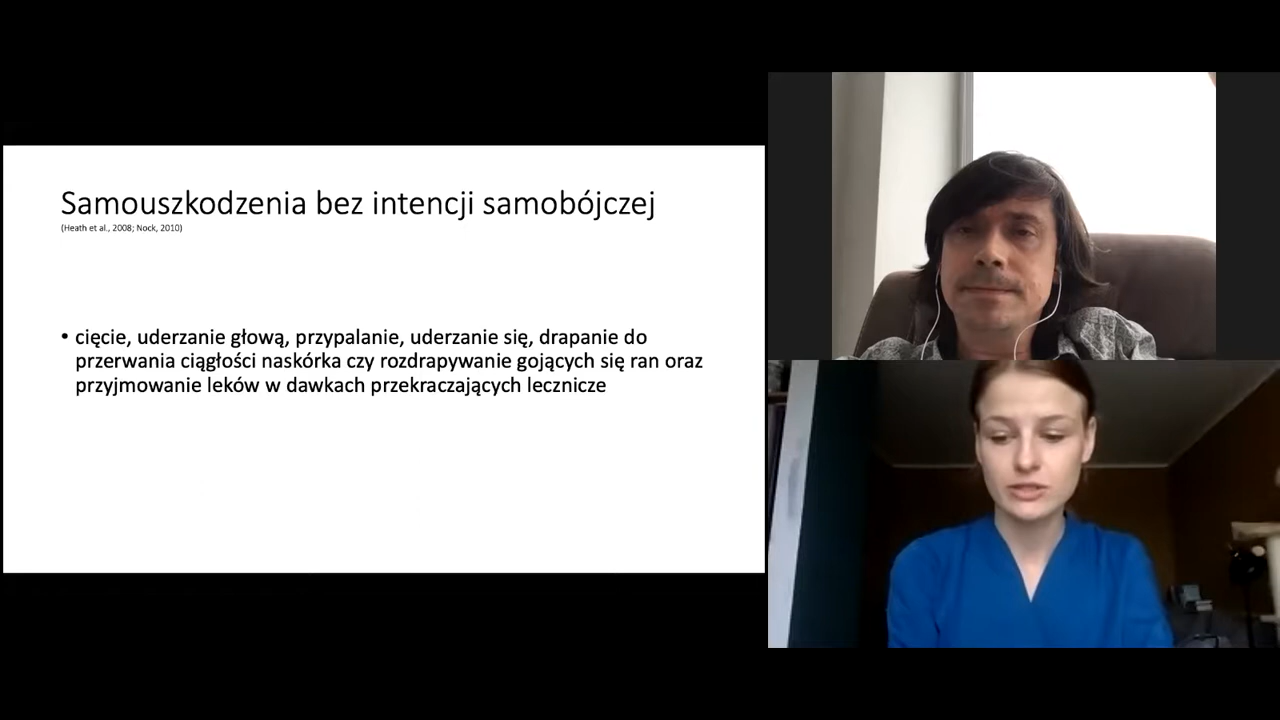 Samouszkodzenia bez intencji samobójczej
(Heath et al., 2008; Nock, 2010)
• cięcie, uderzanie głową, przypalanie, uderzanie się, drapanie do
przerwania ciągłości naskórka czy rozdrapywanie gojących się ran oraz
przyjmowanie leków w dawkach przekraczających lecznicze